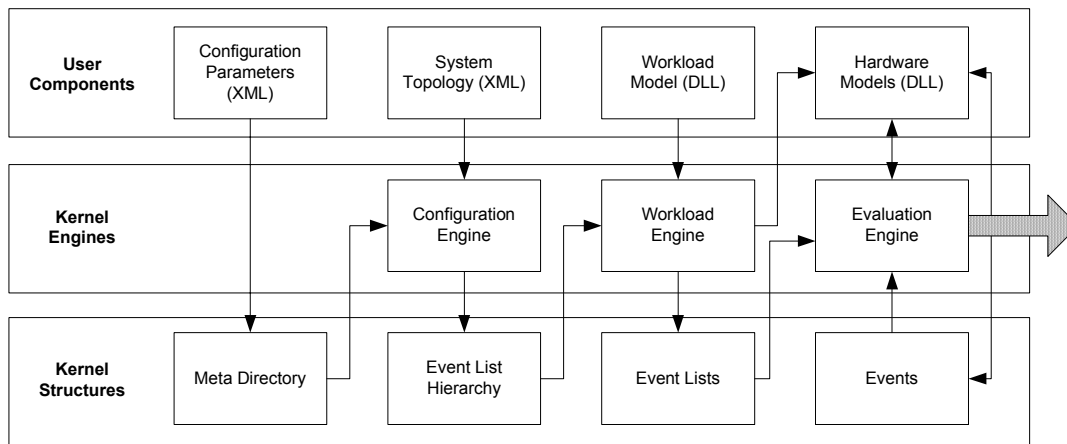 User
Components
Configuration
Parameters
(XML)
System
Topology (XML)
Workload
Model (DLL)
Hardware
Models (DLL)
Kernel
Engines
Configuration
Engine
Workload
Engine
Evaluation
Engine
Kernel
Structures
Meta Directory
Event List
Hierarchy
Event Lists
Events